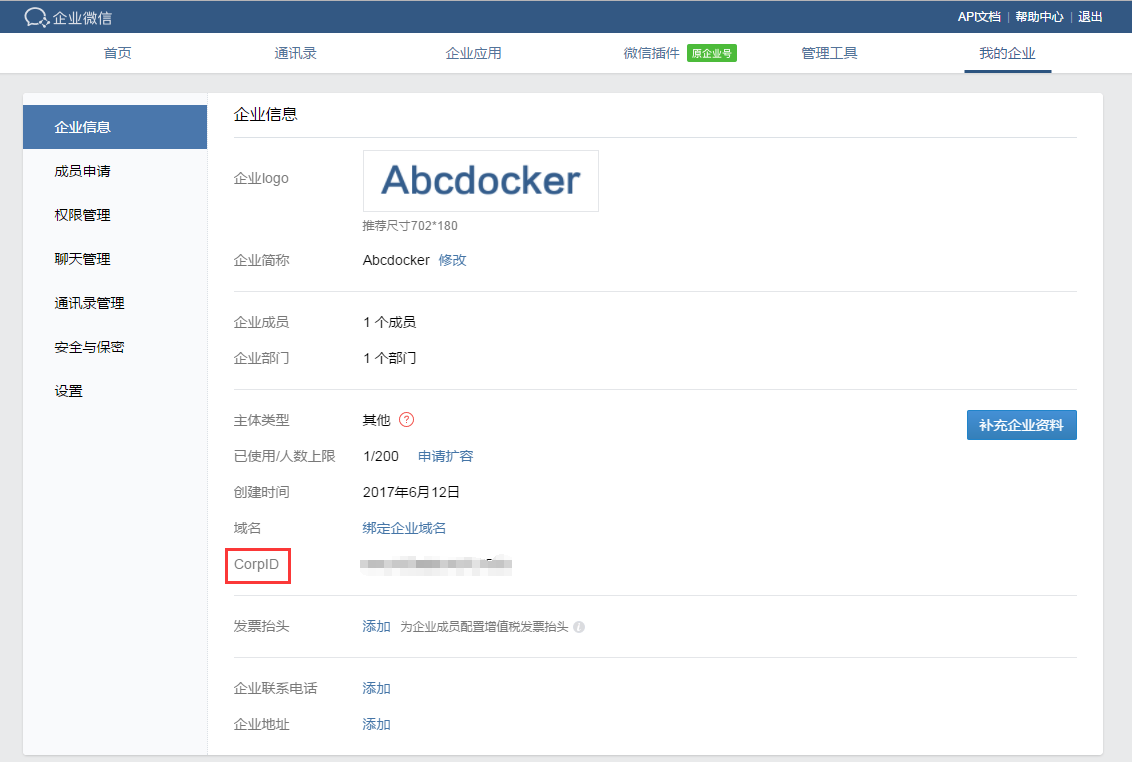 企业微信
API文档 | 帮助中心 | 退出
首页 通讯录 企业应用 微信插件 原企业号 管理工具 我的企业
企业信息
成员申请
权限管理
聊天管理
通讯录管理
安全与保密
设置
企业信息
企业logo Abcdocker
推荐尺寸702*180
企业简称 Abcdocker 修改
企业成员 1 个成员
企业部门 1 个部门
主体类型 其他 ? 补充企业资料
已使用/人数上限 1/200 申请扩容
创建时间 2017年6月12日
域名 绑定企业域名
CorpID
发票抬头 添加 为企业成员配置增值税发票抬头 i
企业联系电话 添加
企业地址 添加